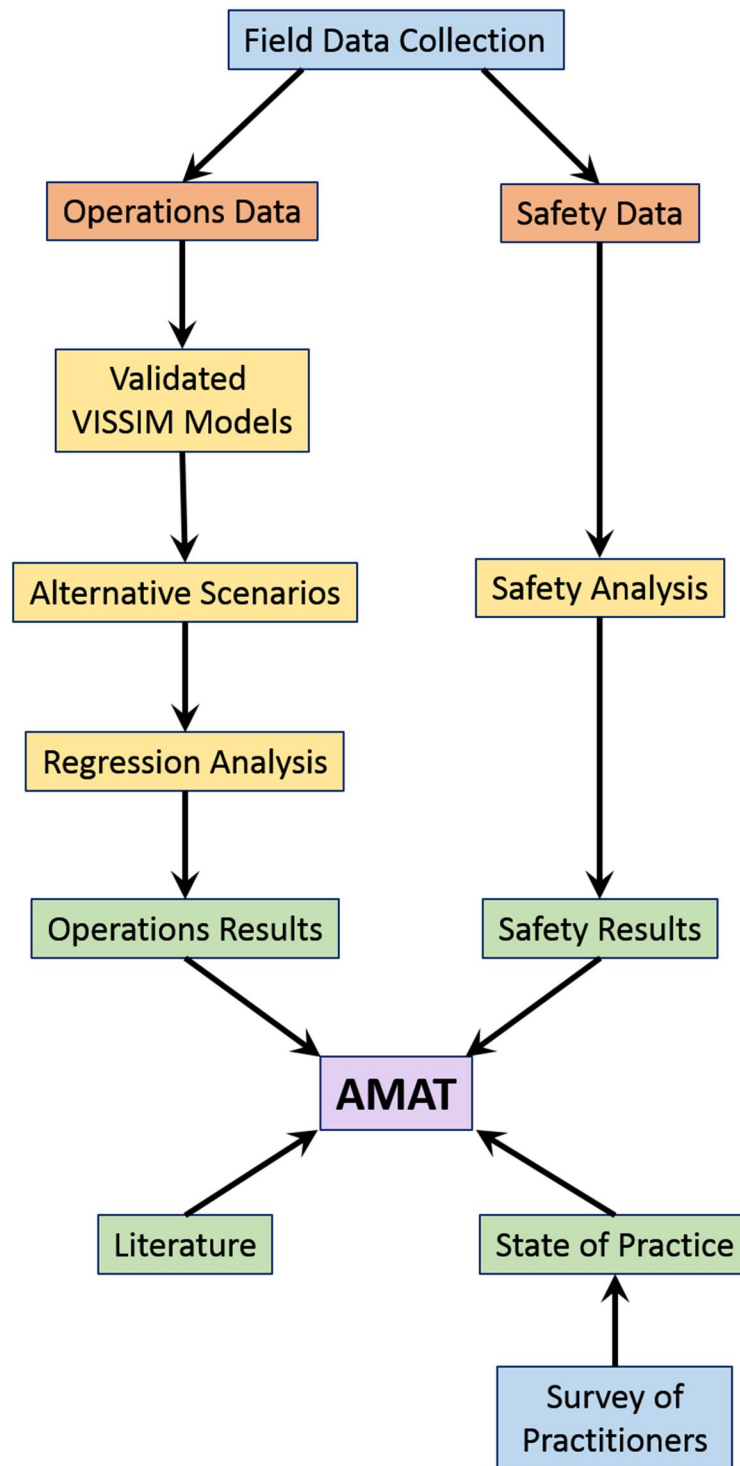 Field Data Collection
Operations Data
Safety Data
Validated
VISSIM Models
Alternative Scenarios
Safety Analysis
Regression Analysis
Operations Results
Safety Results
AMAT
Literature
State of Practice
Survey of
Practitioners